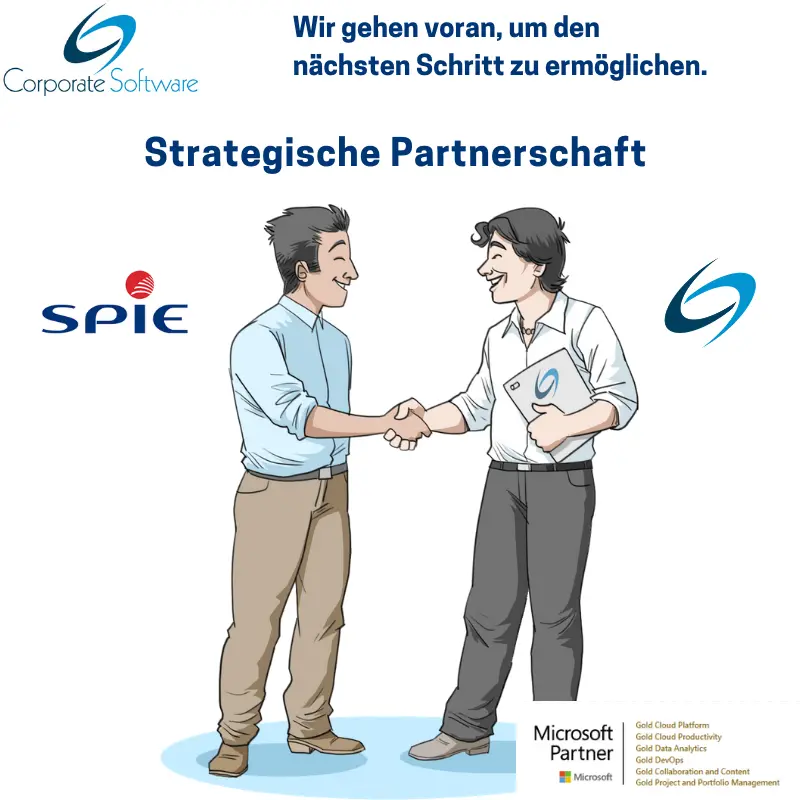 Corporate Software
Wir gehen voran, um den
nächsten Schritt zu ermöglichen.
Strategische Partnerschaft
SPIE
Microsoft
Partner
Microsoft
Gold Cloud Platform
Gold Cloud Productivity
Gold Data Analytics
Gold DevOps
Gold Collaboration and Content
Gold Project and Portfolio Management